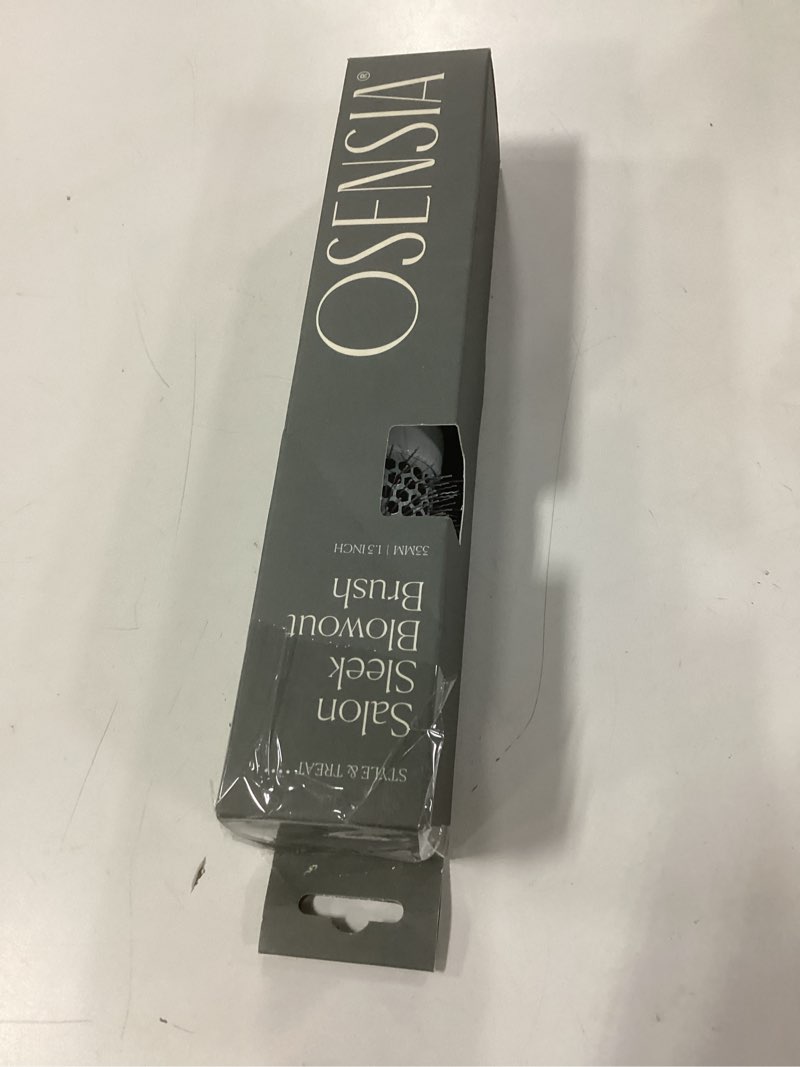 STYLE & TREAT
Salon
Sleek
Blowout
Brush
33MM | 1.3 INCH
OSENSIA®